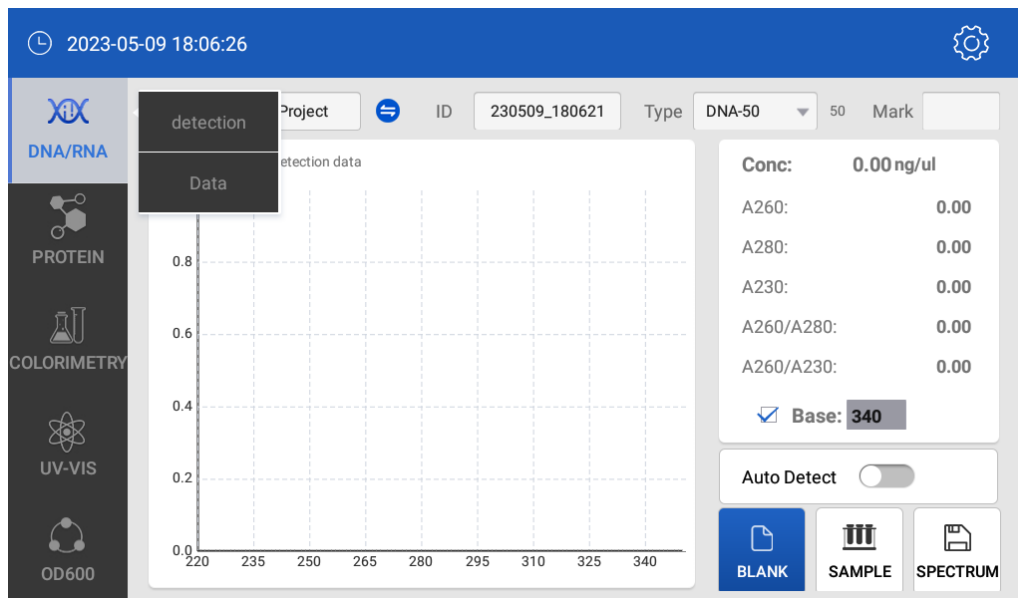 2023-05-09 18:06:26
DNA/RNA
PROTEIN
COLORIMETRY
UV-VIS
OD600
detection
Data
Project
ID
230509_180621
Type
DNA-50
50
Mark
etection data
0.8
0.6
0.4
0.2
0.0
220 235 250 265 280 295 310 325 340
Conc: 0.00 ng/ul
A260: 0.00
A280: 0.00
A230: 0.00
A260/A280: 0.00
A260/A230: 0.00
Base: 340
Auto Detect
BLANK
SAMPLE
SPECTRUM